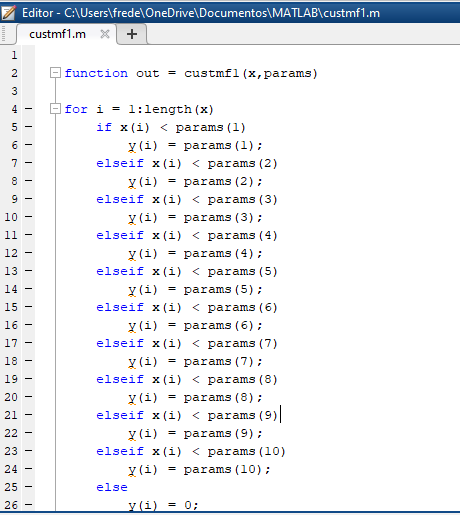 Editor - C:\Users\frede\OneDrive\Documentos\MATLAB\custmf1.m
custmf1.m × +
1
2 function out = custmf1(x,params)
3
4 - for i = 1:length(x)
5 - if x(i) < params(1)
6 - y(i) = params(1);
7 - elseif x(i) < params(2)
8 - y(i) = params(2);
9 - elseif x(i) < params(3)
10 - y(i) = params(3);
11 - elseif x(i) < params(4)
12 - y(i) = params(4);
13 - elseif x(i) < params(5)
14 - y(i) = params(5);
15 - elseif x(i) < params(6)
16 - y(i) = params(6);
17 - elseif x(i) < params(7)
18 - y(i) = params(7);
19 - elseif x(i) < params(8)
20 - y(i) = params(8);
21 - elseif x(i) < params(9)
22 - y(i) = params(9);
23 - elseif x(i) < params(10)
24 - y(i) = params(10);
25 - else
26 - y(i) = 0;